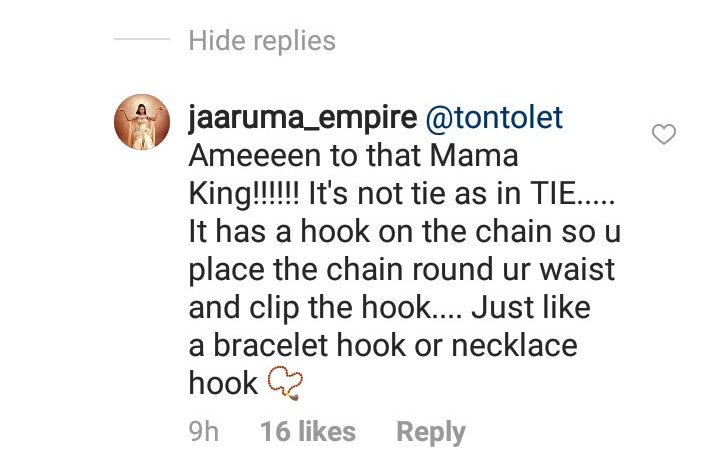 Hide replies
jaaruma_empire @tontolet
Ameeeen to that Mama
King!!!!!! It's not tie as in TIE.....
It has a hook on the chain so u
place the chain round ur waist
and clip the hook.... Just like
a bracelet hook or necklace
hook 📿
9h 16 likes Reply